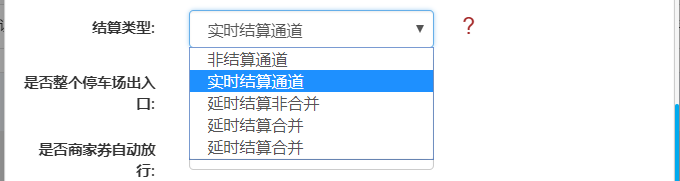 结算类型:
实时结算通道
?
非结算通道
实时结算通道
是否整个停车场出入
口:
延时结算非合并
延时结算合并
延时结算合并
是否商家券自动放
行: